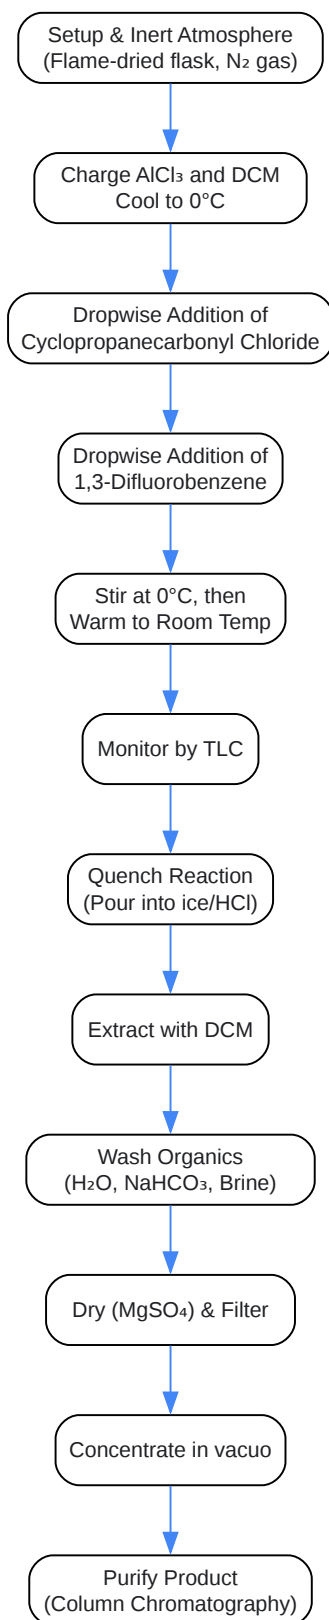 Setup & Inert Atmosphere
(Flame-dried flask, N₂ gas)
Charge AlCl₃ and DCM
Cool to 0°C
Dropwise Addition of
Cyclopropanecarbonyl Chloride
Dropwise Addition of
1,3-Difluorobenzene
Stir at 0°C, then
Warm to Room Temp
Monitor by TLC
Quench Reaction
(Pour into ice/HCl)
Extract with DCM
Wash Organics
(H₂O, NaHCO₃, Brine)
Dry (MgSO₄) & Filter
Concentrate in vacuo
Purify Product
(Column Chromatography)